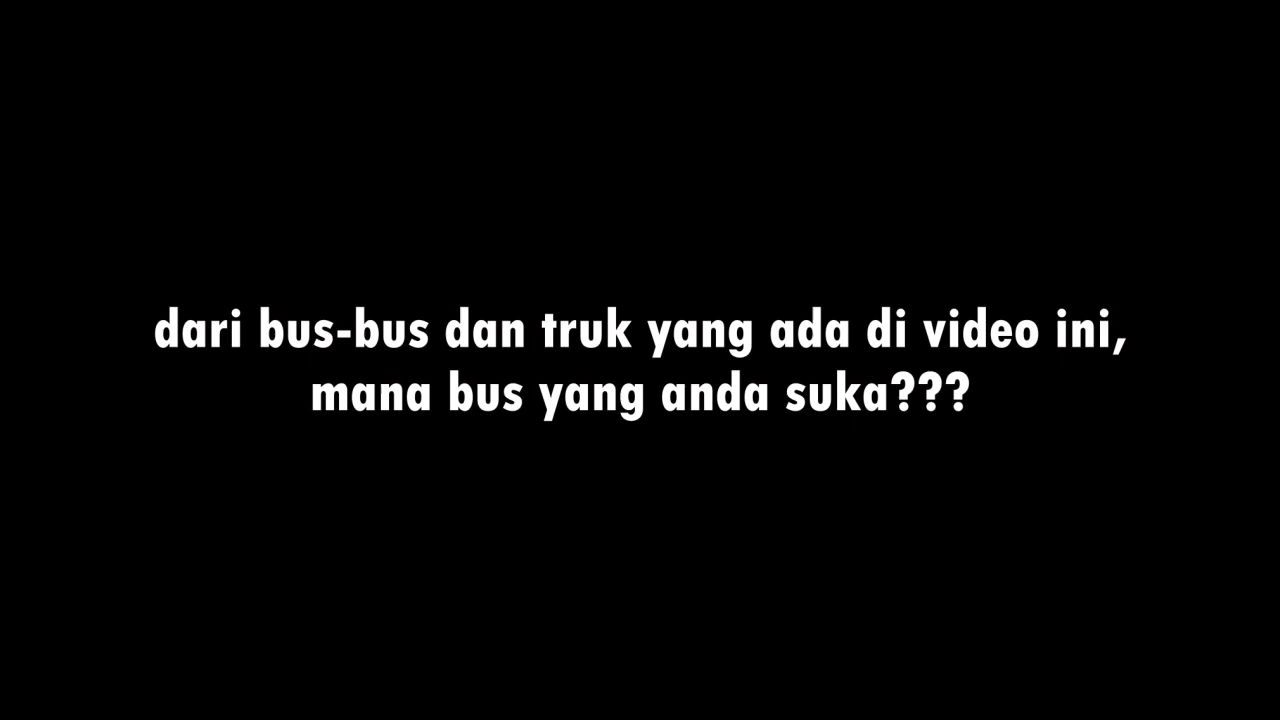 dari bus-bus dan truk yang ada di video ini,
mana bus yang anda suka???